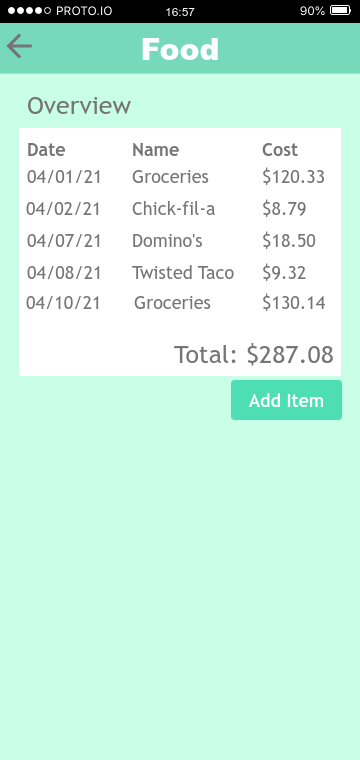 PROTO.IO 16:57 90%
Food
Overview
Date Name Cost
04/01/21 Groceries $120.33
04/02/21 Chick-fil-a $8.79
04/07/21 Domino's $18.50
04/08/21 Twisted Taco $9.32
04/10/21 Groceries $130.14
Total: $287.08
Add Item